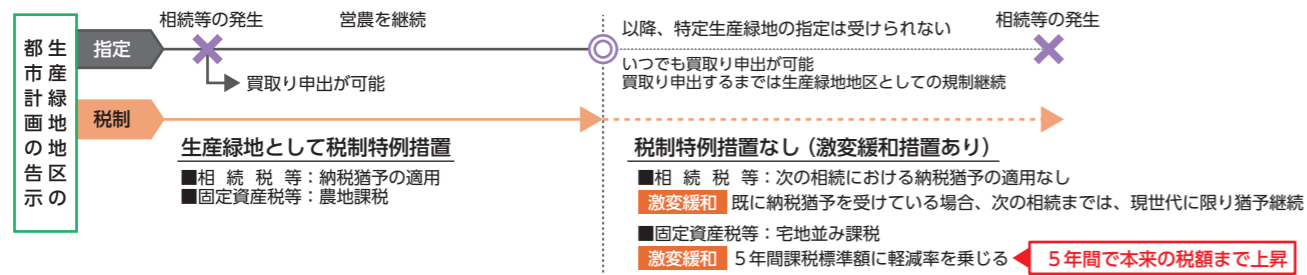 生産緑地地区の
都市計画の告示
指定
相続等の発生
営農を継続
買取り申出が可能
以降、特定生産緑地の指定は受けられない
相続等の発生
いつでも買取り申出が可能
買取り申出するまでは生産緑地地区としての規制継続
税制
生産緑地として税制特例措置
■相続税等：納税猶予の適用
■固定資産税等：農地課税
税制特例措置なし（激変緩和措置あり）
■相続税等：次の相続における納税猶予の適用なし
激変緩和 既に納税猶予を受けている場合、次の相続までは、現世代に限り猶予継続
■固定資産税等：宅地並み課税
激変緩和 ５年間課税標準額に軽減率を乗じる
５年間で本来の税額まで上昇